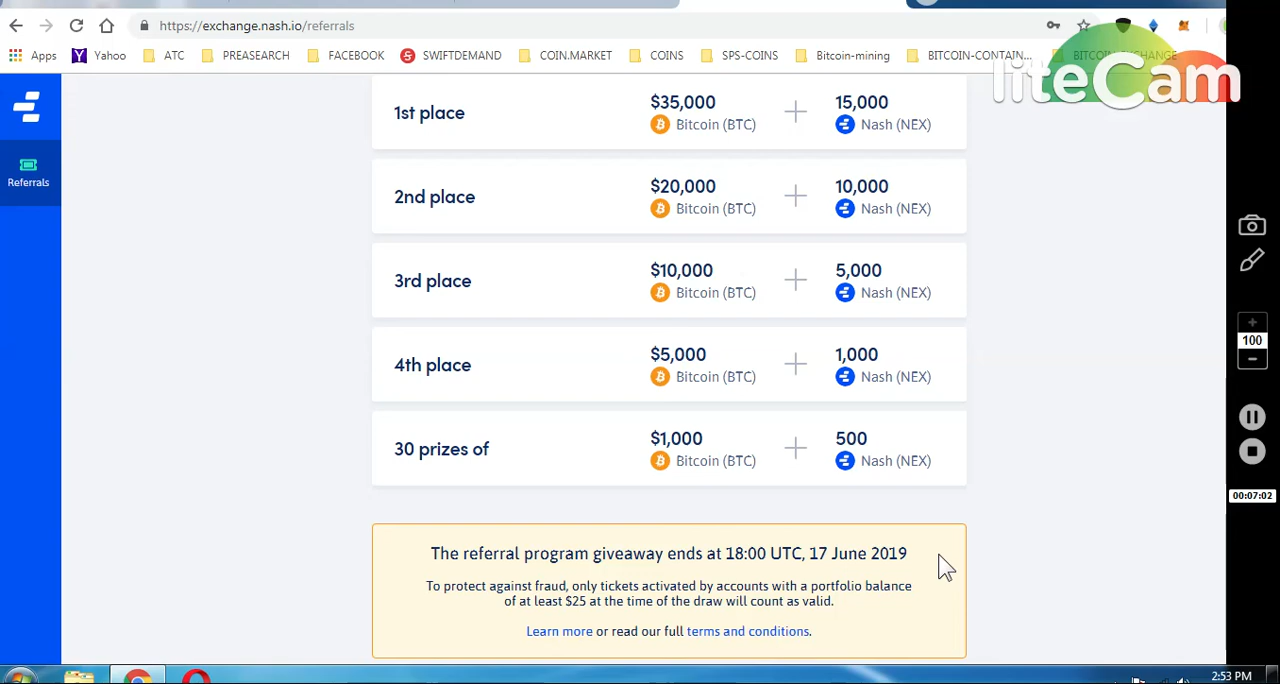 https://exchange.nash.io/referrals
Apps Yahoo ATC PREASEARCH FACEBOOK SWIFTDEMAND COIN.MARKET COINS SPS-COINS Bitcoin-mining BITCOIN-CONTAIN... BITCOIN-EXCHANGE
liteCam
Referrals
1st place
$35,000
Bitcoin (BTC)
15,000
Nash (NEX)
2nd place
$20,000
Bitcoin (BTC)
10,000
Nash (NEX)
3rd place
$10,000
Bitcoin (BTC)
5,000
Nash (NEX)
4th place
$5,000
Bitcoin (BTC)
1,000
Nash (NEX)
30 prizes of
$1,000
Bitcoin (BTC)
500
Nash (NEX)
The referral program giveaway ends at 18:00 UTC, 17 June 2019
To protect against fraud, only tickets activated by accounts with a portfolio balance
of at least $25 at the time of the draw will count as valid.
Learn more or read our full terms and conditions.
100
00:07:02
2:53 PM